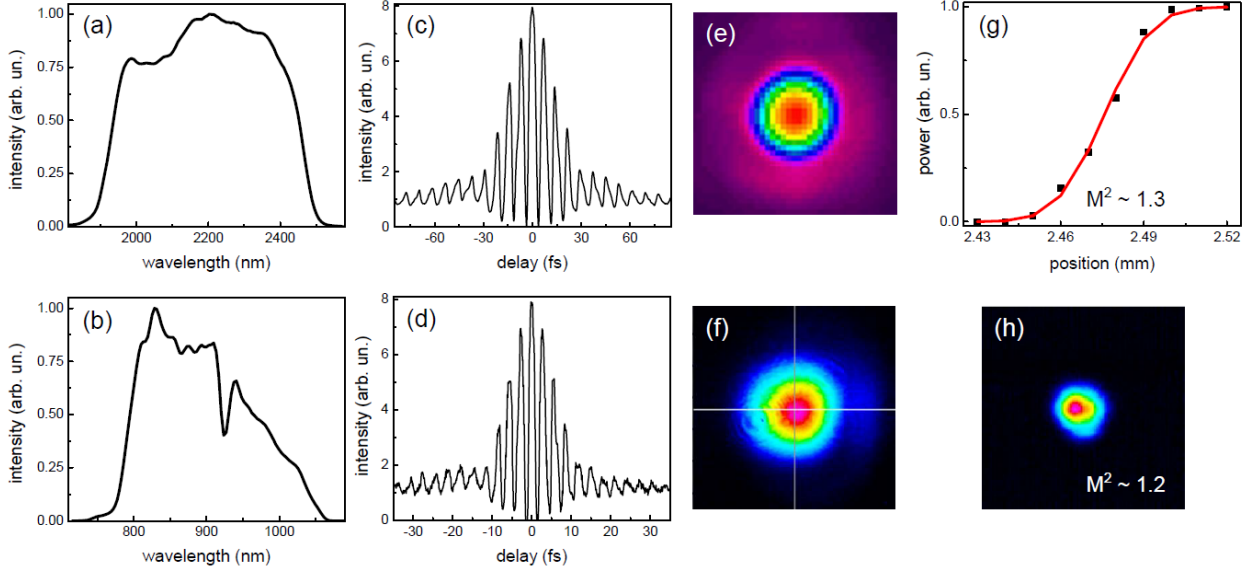 (a)
intensity (arb. un.)
1.00
0.75
0.50
0.25
0.00
2000 2200 2400
wavelength (nm)
(c)
intensity (arb. un.)
8
6
4
2
0
-60 -30 0 30 60
delay (fs)
(e)
(g)
power (arb. un.)
1.0
0.5
0.0
M² ~ 1.3
2.43 2.46 2.49 2.52
position (mm)
(b)
intensity (arb. un.)
1.00
0.75
0.50
0.25
0.00
800 900 1000
wavelength (nm)
(d)
intensity (arb. un.)
8
6
4
2
0
-30 -20 -10 0 10 20 30
delay (fs)
(f)
(h)
M² ~ 1.2